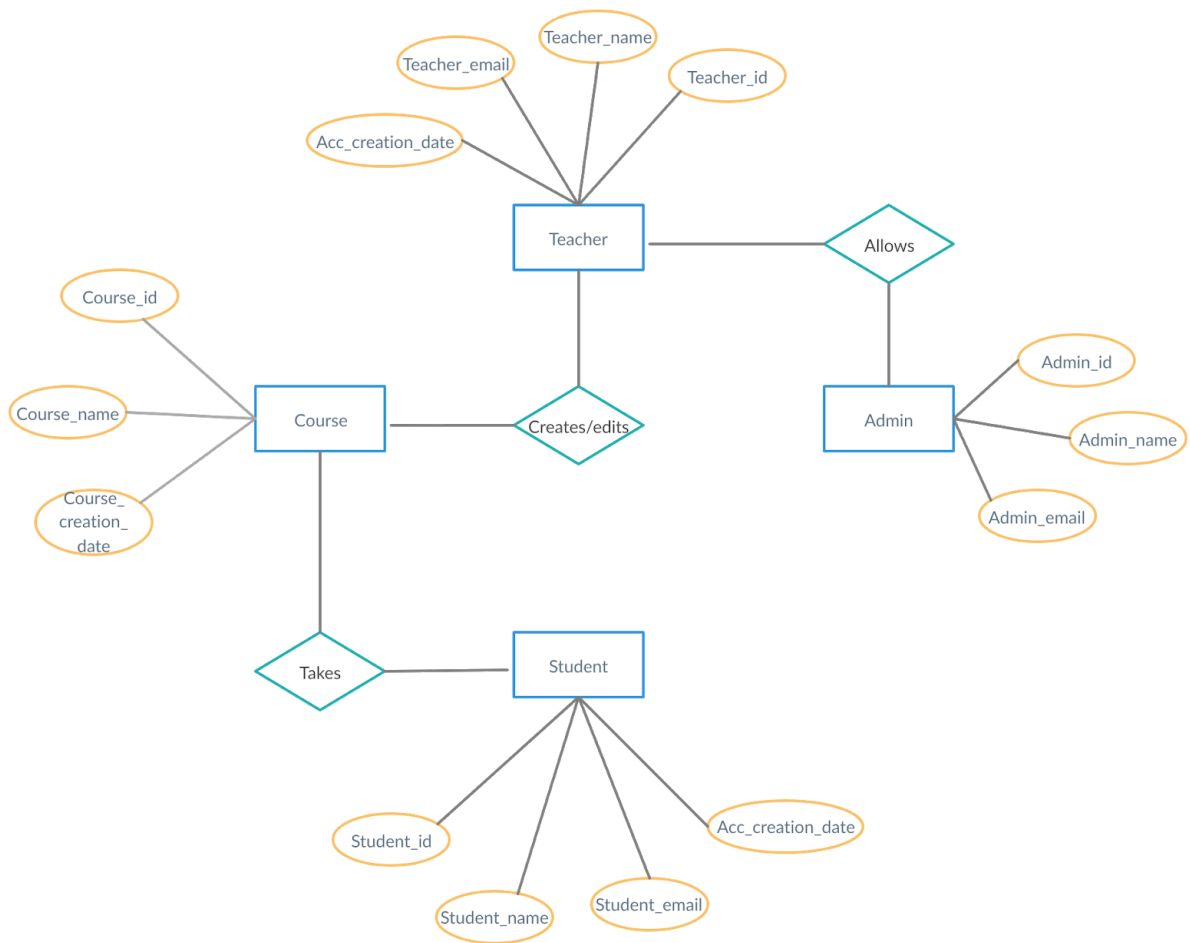 Teacher_name
Teacher_email
Teacher_id
Acc_creation_date
Teacher
Allows
Course_id
Admin_id
Course_name
Course
Creates/edits
Admin
Admin_name
Course_
creation_
date
Admin_email
Takes
Student
Student_id
Acc_creation_date
Student_name
Student_email